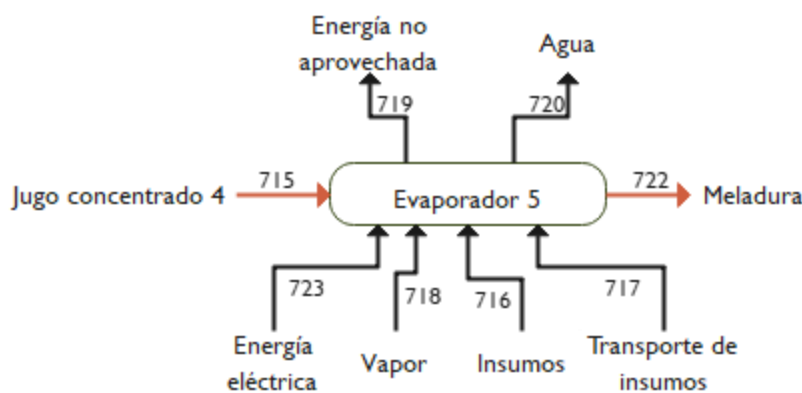 Energía no
aprovechada
Agua
719
720
Jugo concentrado 4
715
Evaporador 5
722
Meladura
723
718
716
717
Energía
eléctrica
Vapor
Insumos
Transporte de
insumos